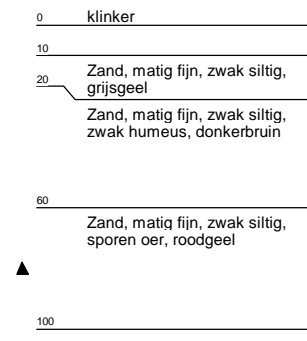 0 klinker
10
Zand, matig fijn, zwak siltig,
20 grijsgeel
Zand, matig fijn, zwak siltig,
zwak humeus, donkerbruin
60
Zand, matig fijn, zwak siltig,
sporen oer, roodgeel
100